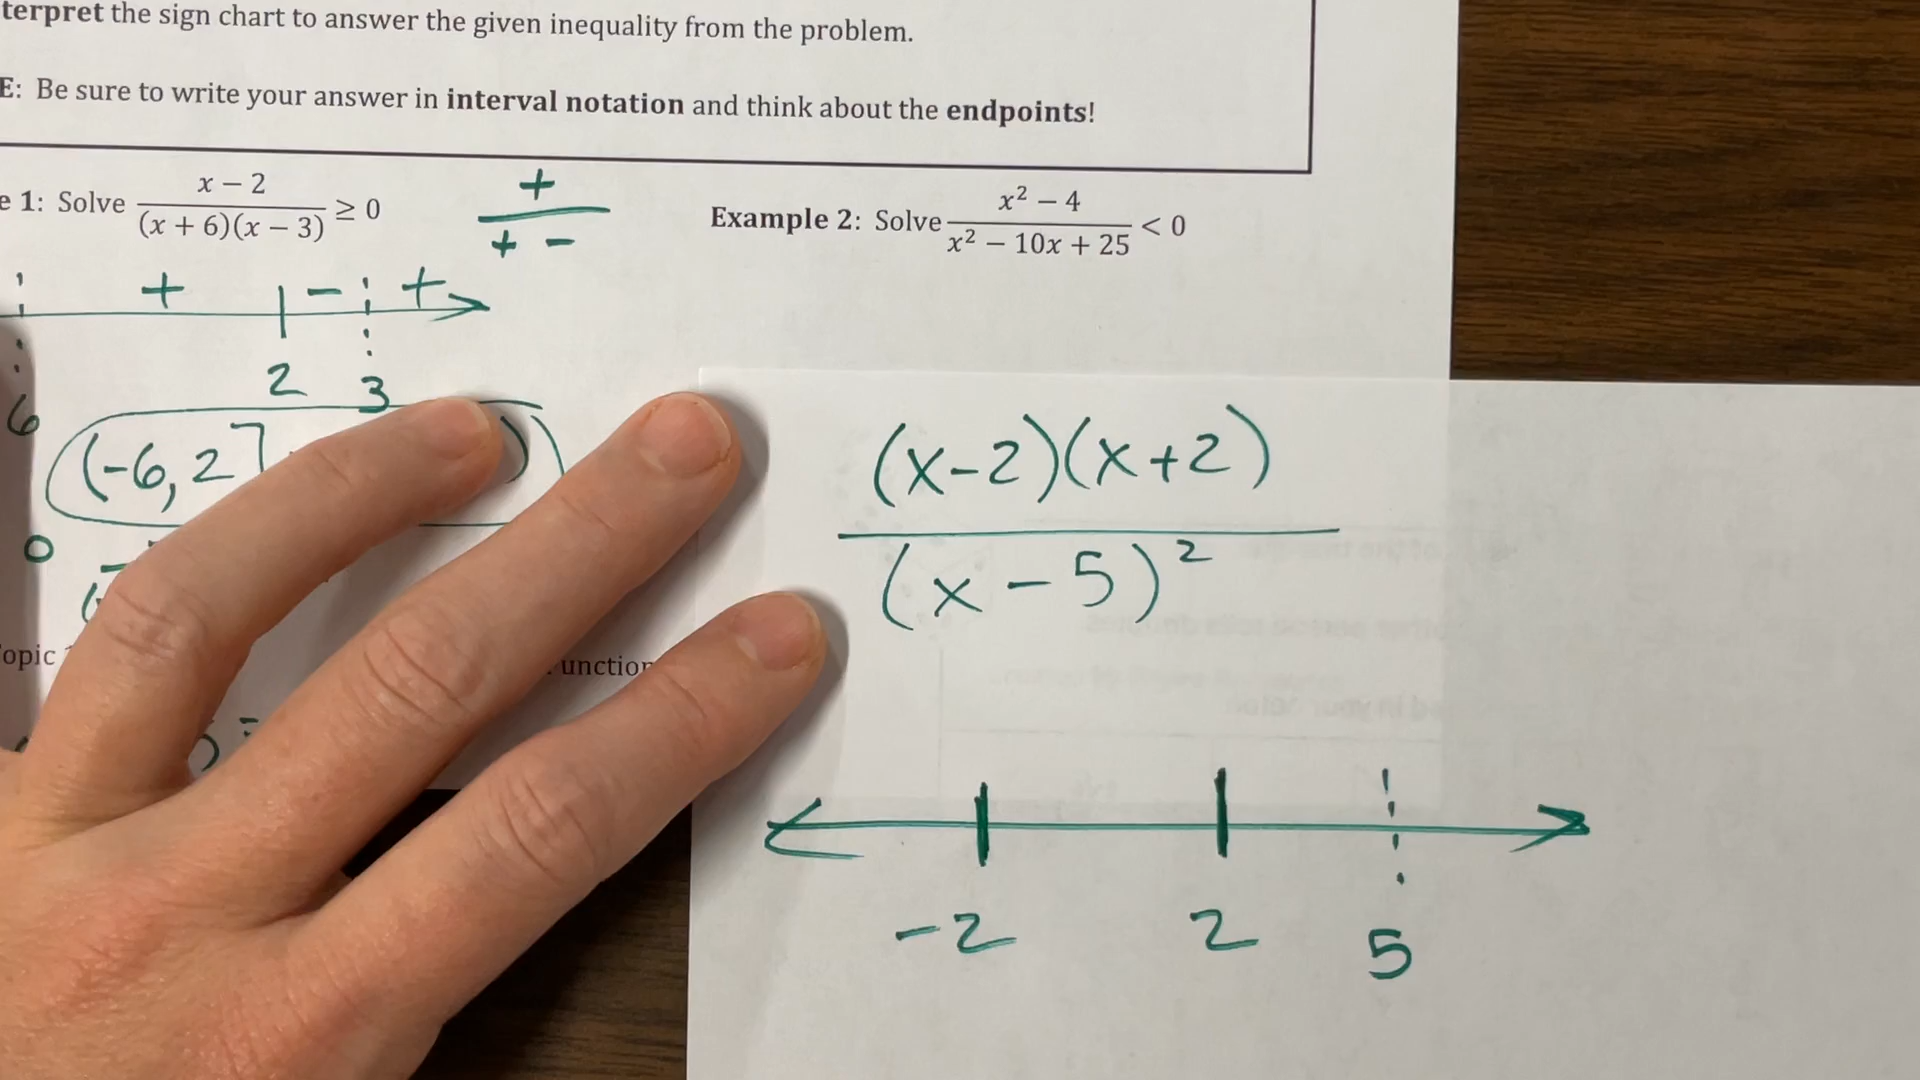 terpret the sign chart to answer the given inequality from the problem.
E: Be sure to write your answer in interval notation and think about the endpoints!
e 1: Solve (x − 2) / ((x + 6)(x − 3)) ≥ 0
+ / + −
+ − +
2 3
6
(-6, 2]
0
Example 2: Solve (x² − 4) / (x² − 10x + 25) < 0
(x-2)(x+2)
(x-5)²
-2 2 5
opic
unction